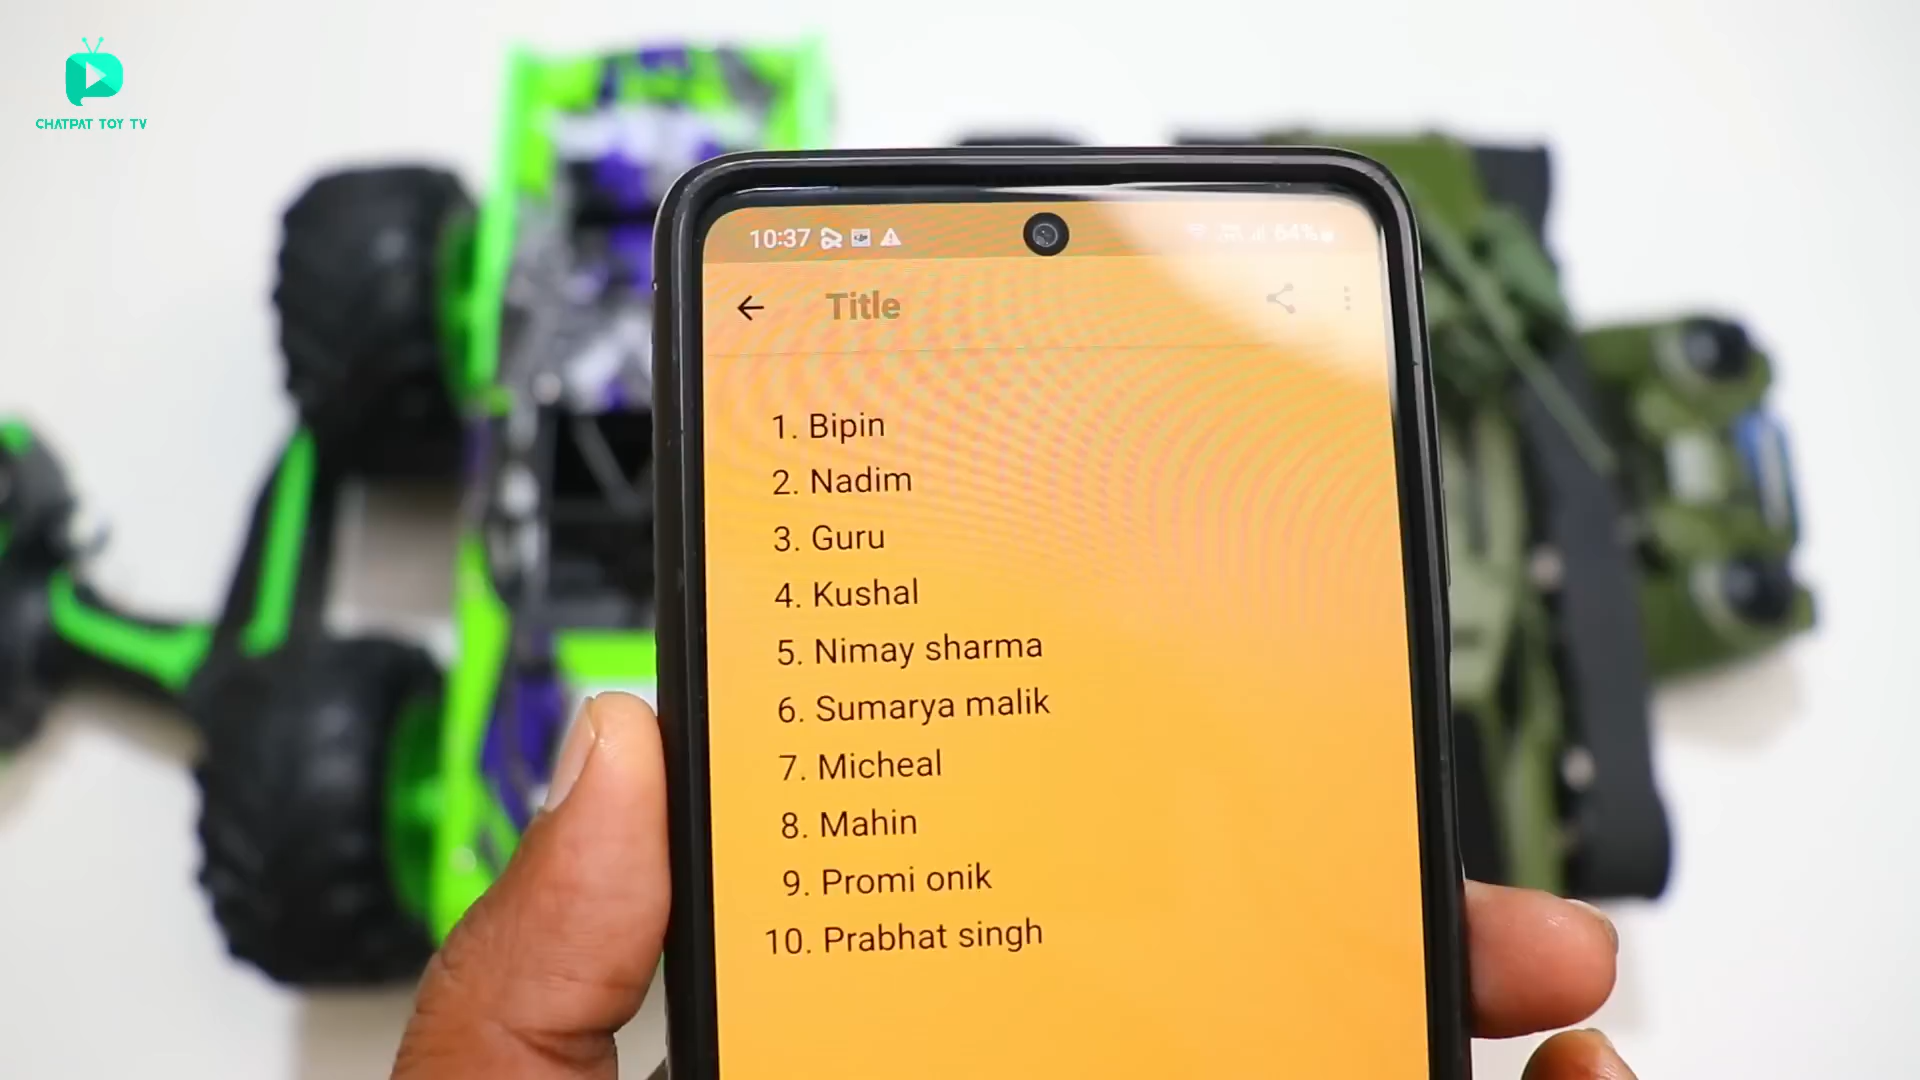 CHATPAT TOY TV
10:37
64%
Title
1. Bipin
2. Nadim
3. Guru
4. Kushal
5. Nimay sharma
6. Sumarya malik
7. Micheal
8. Mahin
9. Promi onik
10. Prabhat singh